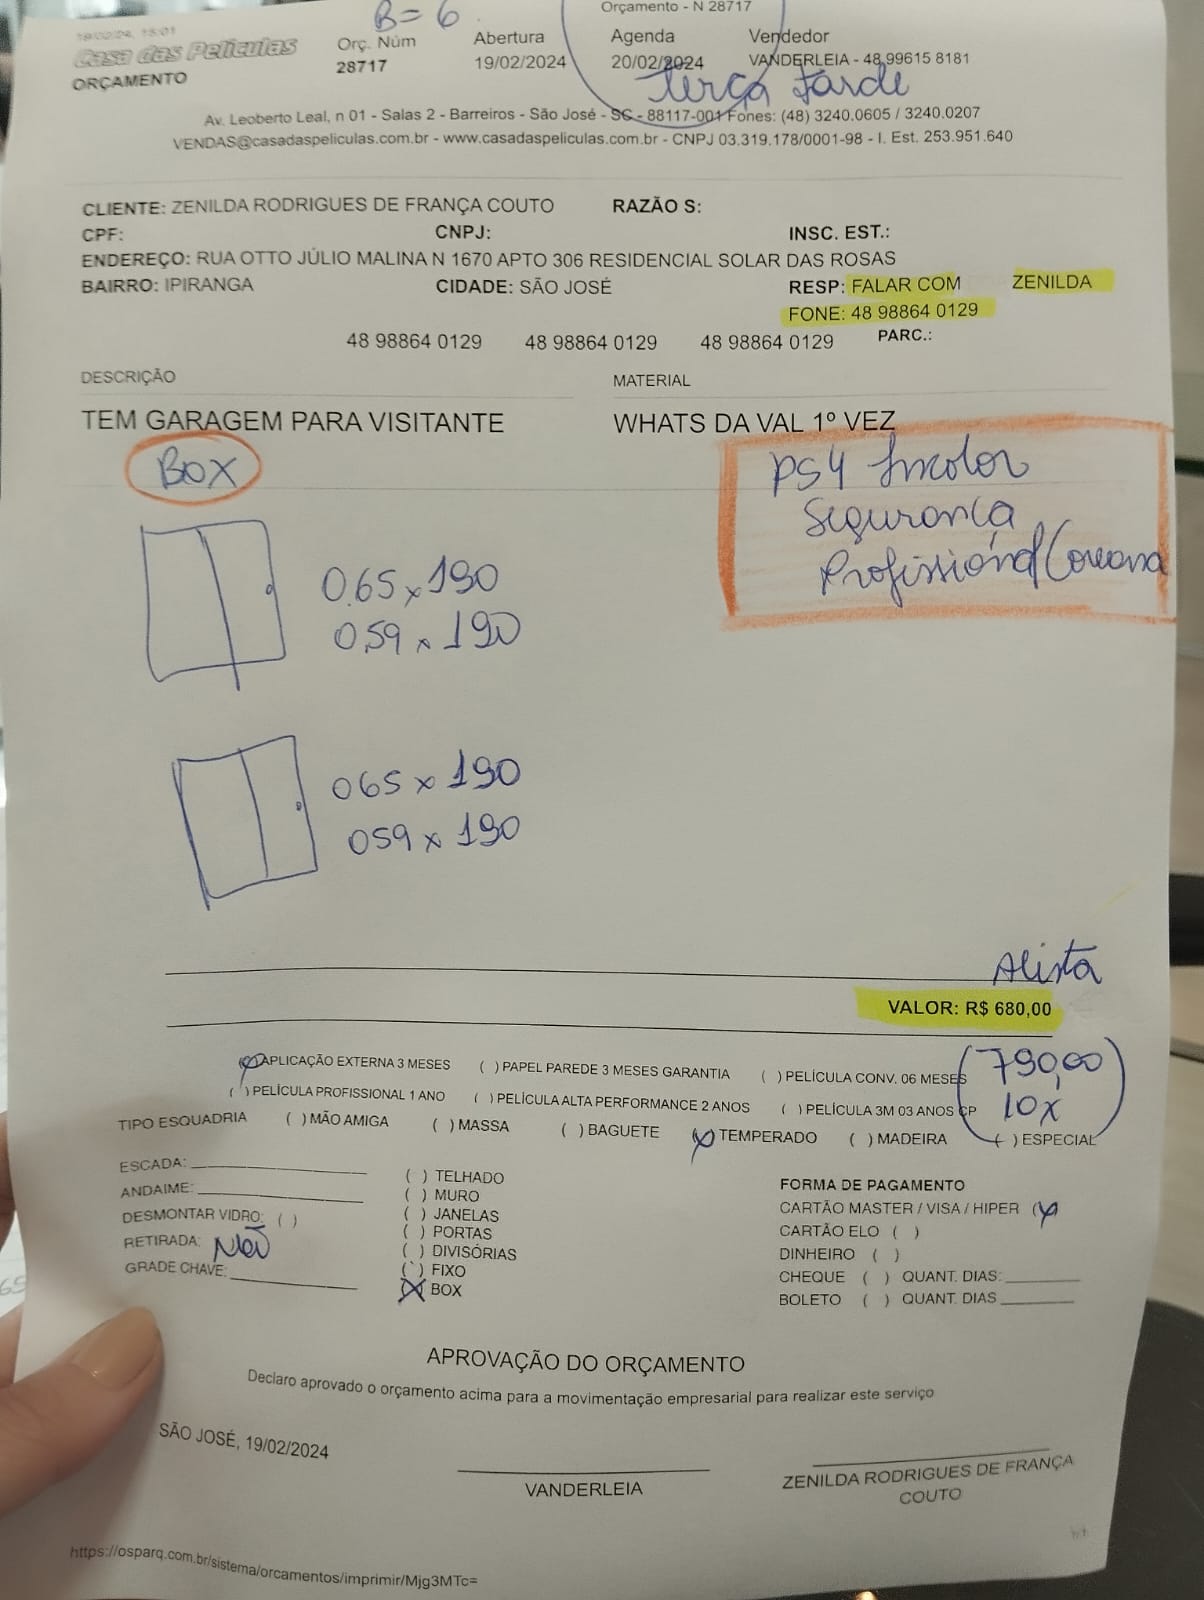 B= 6
Orçamento - N 28717
19/02/24, 15:01
Casa das Películas
ORÇAMENTO
Orç. Núm
28717
Abertura
19/02/2024
Agenda
20/02/2024
Vendedor
VANDERLEIA - 48 99615 8181
terça tarde
Av. Leoberto Leal, n 01 - Salas 2 - Barreiros - São José - SC - 88117-001 Fones: (48) 3240.0605 / 3240.0207
VENDAS@casadaspeliculas.com.br - www.casadaspeliculas.com.br - CNPJ 03.319.178/0001-98 - I. Est. 253.951.640
CLIENTE: ZENILDA RODRIGUES DE FRANÇA COUTO RAZÃO S:
CPF: CNPJ: INSC. EST.:
ENDEREÇO: RUA OTTO JÚLIO MALINA N 1670 APTO 306 RESIDENCIAL SOLAR DAS ROSAS
BAIRRO: IPIRANGA CIDADE: SÃO JOSÉ RESP: FALAR COM ZENILDA
FONE: 48 98864 0129
48 98864 0129 48 98864 0129 48 98864 0129 PARC.:
DESCRIÇÃO MATERIAL
TEM GARAGEM PARA VISITANTE WHATS DA VAL 1º VEZ
BOX
PS4 Incolor
Segurança
Profissional Coreana
0.65 x 190
0,59 x 190
065 x 190
059 x 190
Alista
VALOR: R$ 680,00
(790,00
10x)
(x) APLICAÇÃO EXTERNA 3 MESES ( ) PAPEL PAREDE 3 MESES GARANTIA ( ) PELÍCULA CONV. 06 MESES
( ) PELÍCULA PROFISSIONAL 1 ANO ( ) PELÍCULA ALTA PERFORMANCE 2 ANOS ( ) PELÍCULA 3M 03 ANOS CP
TIPO ESQUADRIA ( ) MÃO AMIGA ( ) MASSA ( ) BAGUETE (x) TEMPERADO ( ) MADEIRA ( ) ESPECIAL
ESCADA:
ANDAIME:
DESMONTAR VIDRO: ( )
RETIRADA: Não
GRADE CHAVE:
( ) TELHADO
( ) MURO
( ) JANELAS
( ) PORTAS
( ) DIVISÓRIAS
( ) FIXO
(x) BOX
FORMA DE PAGAMENTO
CARTÃO MASTER / VISA / HIPER (x)
CARTÃO ELO ( )
DINHEIRO ( )
CHEQUE ( ) QUANT. DIAS:
BOLETO ( ) QUANT. DIAS
APROVAÇÃO DO ORÇAMENTO
Declaro aprovado o orçamento acima para a movimentação empresarial para realizar este serviço
SÃO JOSÉ, 19/02/2024
VANDERLEIA
ZENILDA RODRIGUES DE FRANÇA
COUTO
https://osparq.com.br/sistema/orcamentos/imprimir/Mjg3MTc=
1/1